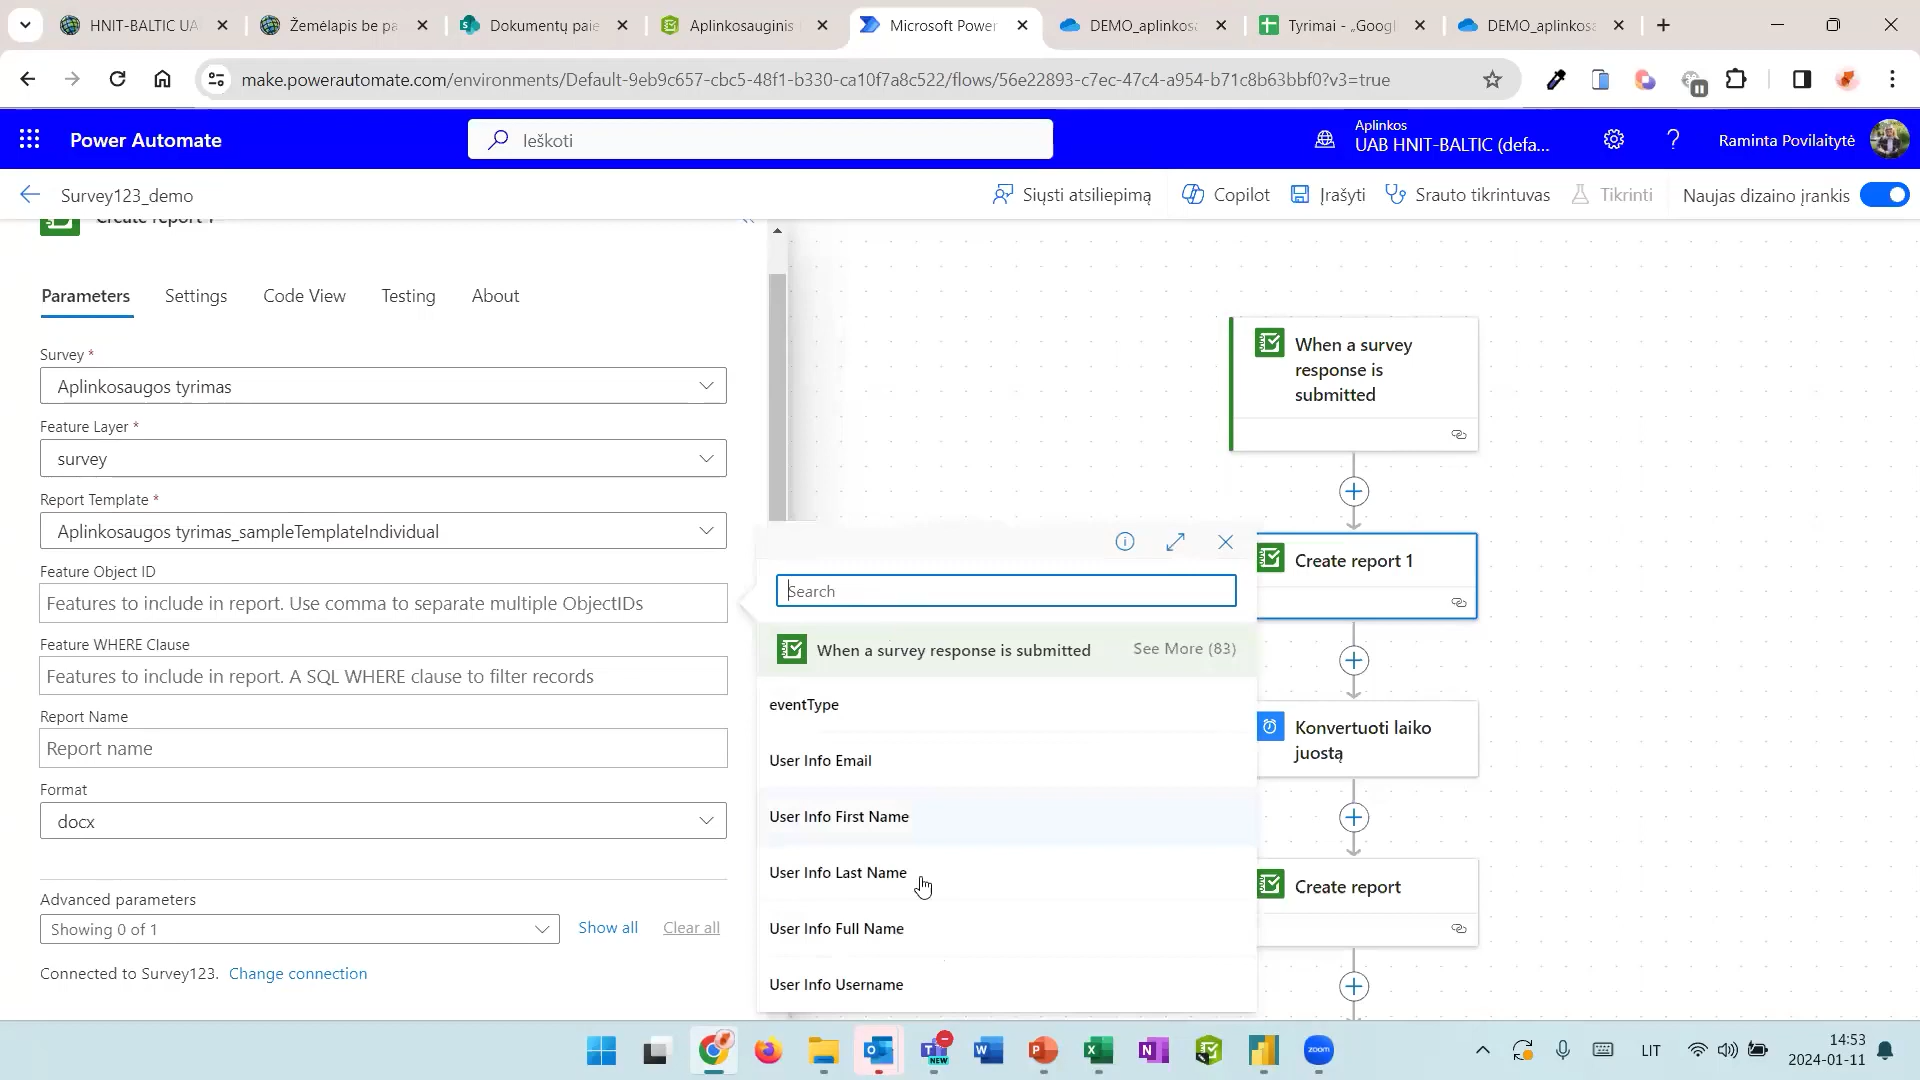 HNIT-BALTIC UA
Žemėlapis be pa
Dokumentų paie
Aplinkosauginis
Microsoft Power
DEMO_aplinkosa
Tyrimai - „Googl
DEMO_aplinkosa
make.powerautomate.com/environments/Default-9eb9c657-cbc5-48f1-b330-ca10f7a8c522/flows/56e22893-c7ec-47c4-a954-b71c8b63bbf0?v3=true
Power Automate
Ieškoti
Aplinkos
UAB HNIT-BALTIC (defa...
Raminta Povilaitytė
Survey123_demo
Siųsti atsiliepimą
Copilot
Įrašyti
Srauto tikrintuvas
Tikrinti
Naujas dizaino įrankis
Create report 1
Parameters
Settings
Code View
Testing
About
Survey *
Aplinkosaugos tyrimas
Feature Layer *
survey
Report Template *
Aplinkosaugos tyrimas_sampleTemplateIndividual
Feature Object ID
Features to include in report. Use comma to separate multiple ObjectIDs
Feature WHERE Clause
Features to include in report. A SQL WHERE clause to filter records
Report Name
Report name
Format
docx
Advanced parameters
Showing 0 of 1
Show all
Clear all
Connected to Survey123. Change connection
Search
When a survey response is submitted
See More (83)
eventType
User Info Email
User Info First Name
User Info Last Name
User Info Full Name
User Info Username
When a survey
response is
submitted
Create report 1
Konvertuoti laiko
juostą
Create report
NEW
zoom
LIT
14:53
2024-01-11